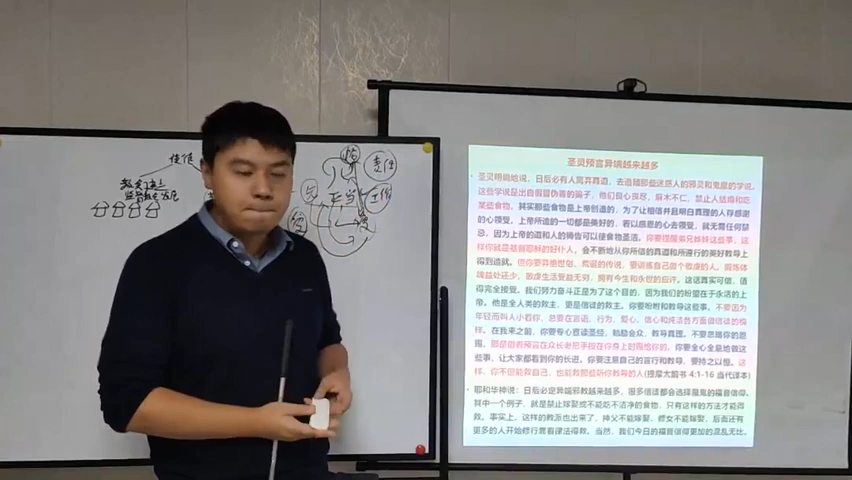 使徒
圣灵预言异端越来越多
• 圣灵明确地说，日后必有人离弃真道，去追随那些迷惑人的邪灵和鬼魔的学说。
这些学说是出自假冒伪善的骗子，他们良心丧尽，麻木不仁，禁止人结婚和吃
某些食物。其实那些食物是上帝创造的，为了让相信并且明白真理的人存感谢
的心领受。上帝所造的一切都是美好的，若以感恩的心去领受，就无需任何禁
忌，因为上帝的道和人的祷告可以使食物圣洁。你要提醒弟兄姊妹这些事，这
样你就是基督耶稣的好仆人，会不断地从你所信的真道和所遵行的美好教导上
得到造就。但你要弃绝世俗、荒诞的传说，要训练自己做个敬虔的人。锻炼体
魄益处还少，敬虔生活受益无穷，拥有今生和永世的应许。这话真实可信，值
得完全接受。我们努力奋斗正是为了这个目的，因为我们的盼望在于永活的上
帝。他是全人类的救主，更是信徒的救主。你要吩咐和教导这些事。不要因为
年轻而叫人小看你，总要在言语、行为、爱心、信心和纯洁各方面做信徒的榜
样。在我来之前，你要专心宣读圣经，勉励会众，教导真理。不要忽略你的恩
赐，那是借有预言在众长老把手按在你身上时赐给你的。你要全心全意地做这
些事，让大家都看到你的长进。你要注意自己的言行和教导，要持之以恒。这
样，你不但能救自己，也能救那些听你教导的人(提摩太前书 4:1-16 当代译本)
• 耶和华神说：日后必定异端邪教越来越多，很多信徒都会选择魔鬼的福音信仰。
其中一个例子，就是禁止嫁娶或不能吃不洁净的食物，只有这样的方法才能得
救。事实上，这样的教派也出来了，神父不能嫁娶，修女不能嫁娶，后面还有
更多的人开始修行靠着律法得救。当然，我们今日的福音信得更加的混乱无比。